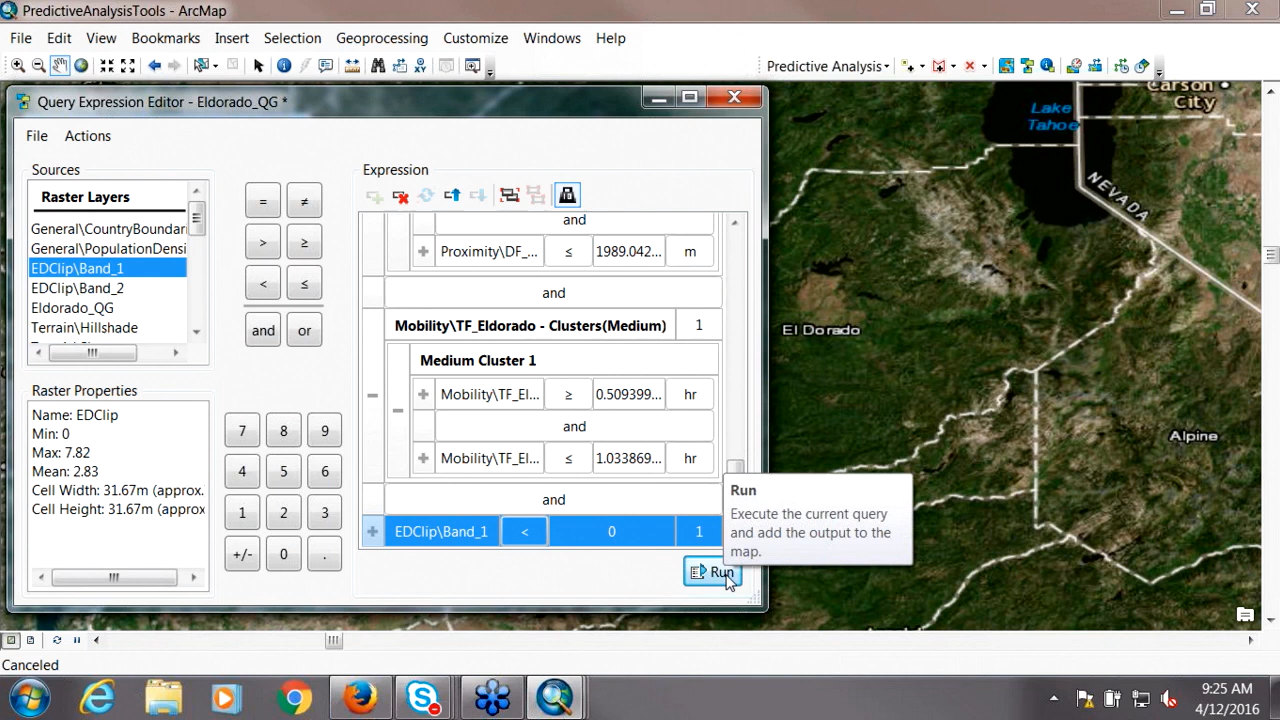 PredictiveAnalysisTools - ArcMap
File Edit View Bookmarks Insert Selection Geoprocessing Customize Windows Help
Predictive Analysis
Query Expression Editor - Eldorado_QG *
File Actions
Sources
Raster Layers
General\CountryBoundar
General\PopulationDensi
EDClip\Band_1
EDClip\Band_2
Eldorado_QG
Terrain\Hillshade
Raster Properties
Name: EDClip
Min: 0
Max: 7.82
Mean: 2.83
Cell Width: 31.67m (approx.
Cell Height: 31.67m (approx.
= ≠
> ≥
< ≤
and or
7 8 9
4 5 6
1 2 3
+/- 0 .
Expression
and
Proximity\DF_... ≤ 1989.042... m
and
Mobility\TF_Eldorado - Clusters(Medium) 1
Medium Cluster 1
Mobility\TF_El... ≥ 0.509399... hr
and
Mobility\TF_El... ≤ 1.033869... hr
and
EDClip\Band_1 < 0 1
Run
Run
Execute the current query
and add the output to the
map.
Carson
City
Lake
Tahoe
NEVADA
El Dorado
Alpine
Canceled
9:25 AM
4/12/2016